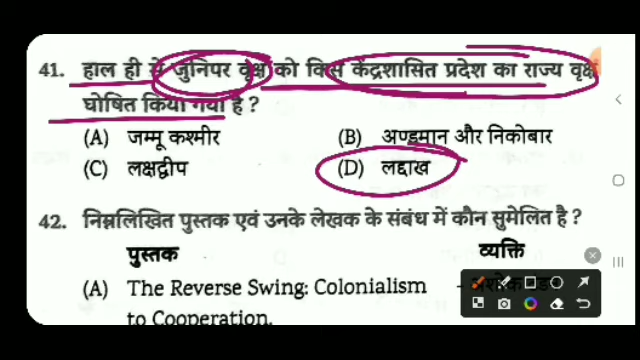 41. हाल ही में जुनिपर वृक्ष को किस केंद्रशासित प्रदेश का राज्य वृक्ष
घोषित किया गया है ?
(A) जम्मू कश्मीर (B) अण्डमान और निकोबार
(C) लक्षद्वीप (D) लद्दाख
42. निम्नलिखित पुस्तक एवं उनके लेखक के संबंध में कौन सुमेलित है ?
पुस्तक व्यक्ति
(A) The Reverse Swing: Colonialism -
to Cooperation.